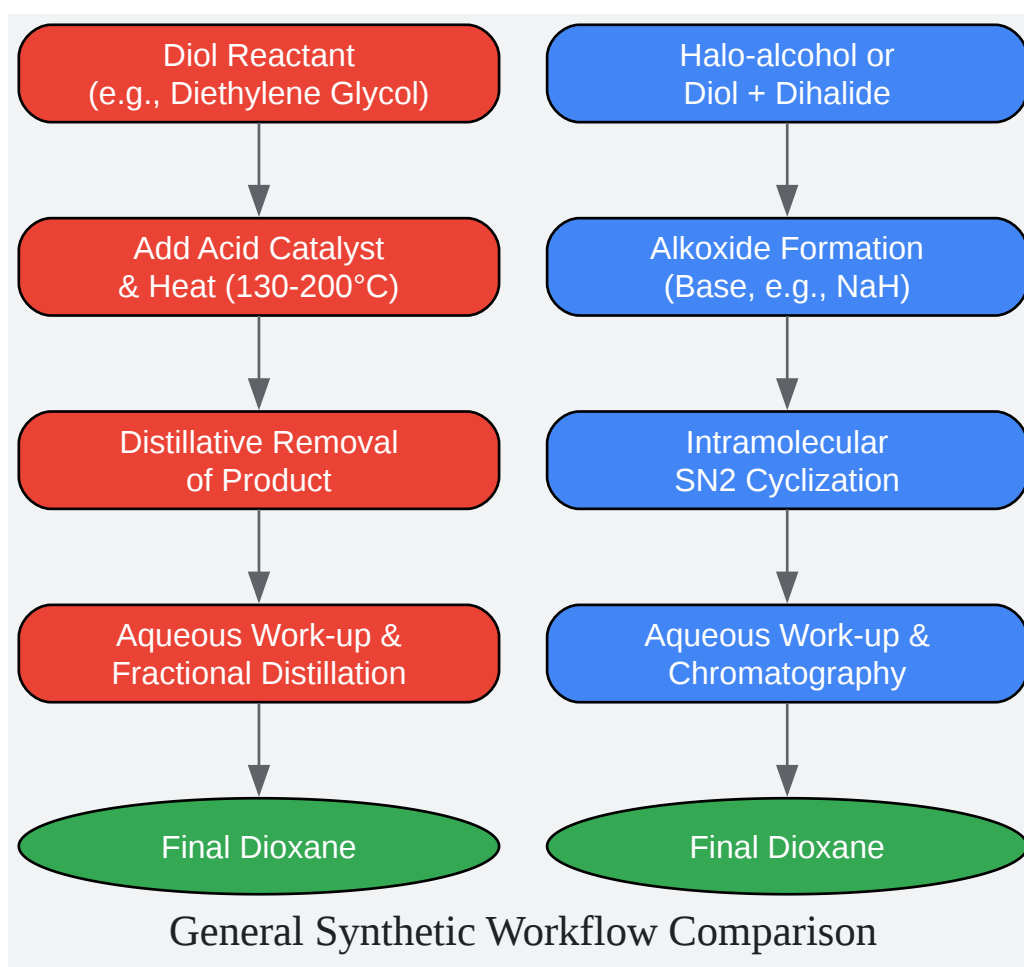 Diol Reactant
(e.g., Diethylene Glycol)
Add Acid Catalyst
& Heat (130-200°C)
Distillative Removal
of Product
Aqueous Work-up &
Fractional Distillation
Final Dioxane
Halo-alcohol or
Diol + Dihalide
Alkoxide Formation
(Base, e.g., NaH)
Intramolecular
SN2 Cyclization
Aqueous Work-up &
Chromatography
Final Dioxane
General Synthetic Workflow Comparison